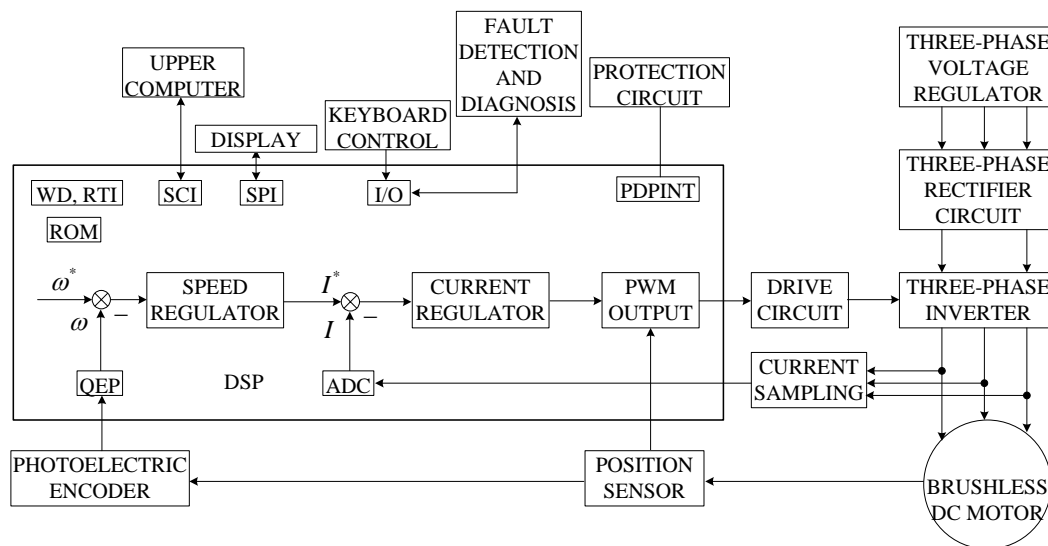 UPPER
COMPUTER
DISPLAY
KEYBOARD
CONTROL
FAULT
DETECTION
AND
DIAGNOSIS
PROTECTION
CIRCUIT
THREE-PHASE
VOLTAGE
REGULATOR
THREE-PHASE
RECTIFIER
CIRCUIT
WD, RTI
SCI
SPI
I/O
PDPINT
ROM
ω*
ω
−
SPEED
REGULATOR
I*
I
−
CURRENT
REGULATOR
PWM
OUTPUT
DRIVE
CIRCUIT
THREE-PHASE
INVERTER
QEP
DSP
ADC
CURRENT
SAMPLING
PHOTOELECTRIC
ENCODER
POSITION
SENSOR
BRUSHLESS
DC MOTOR